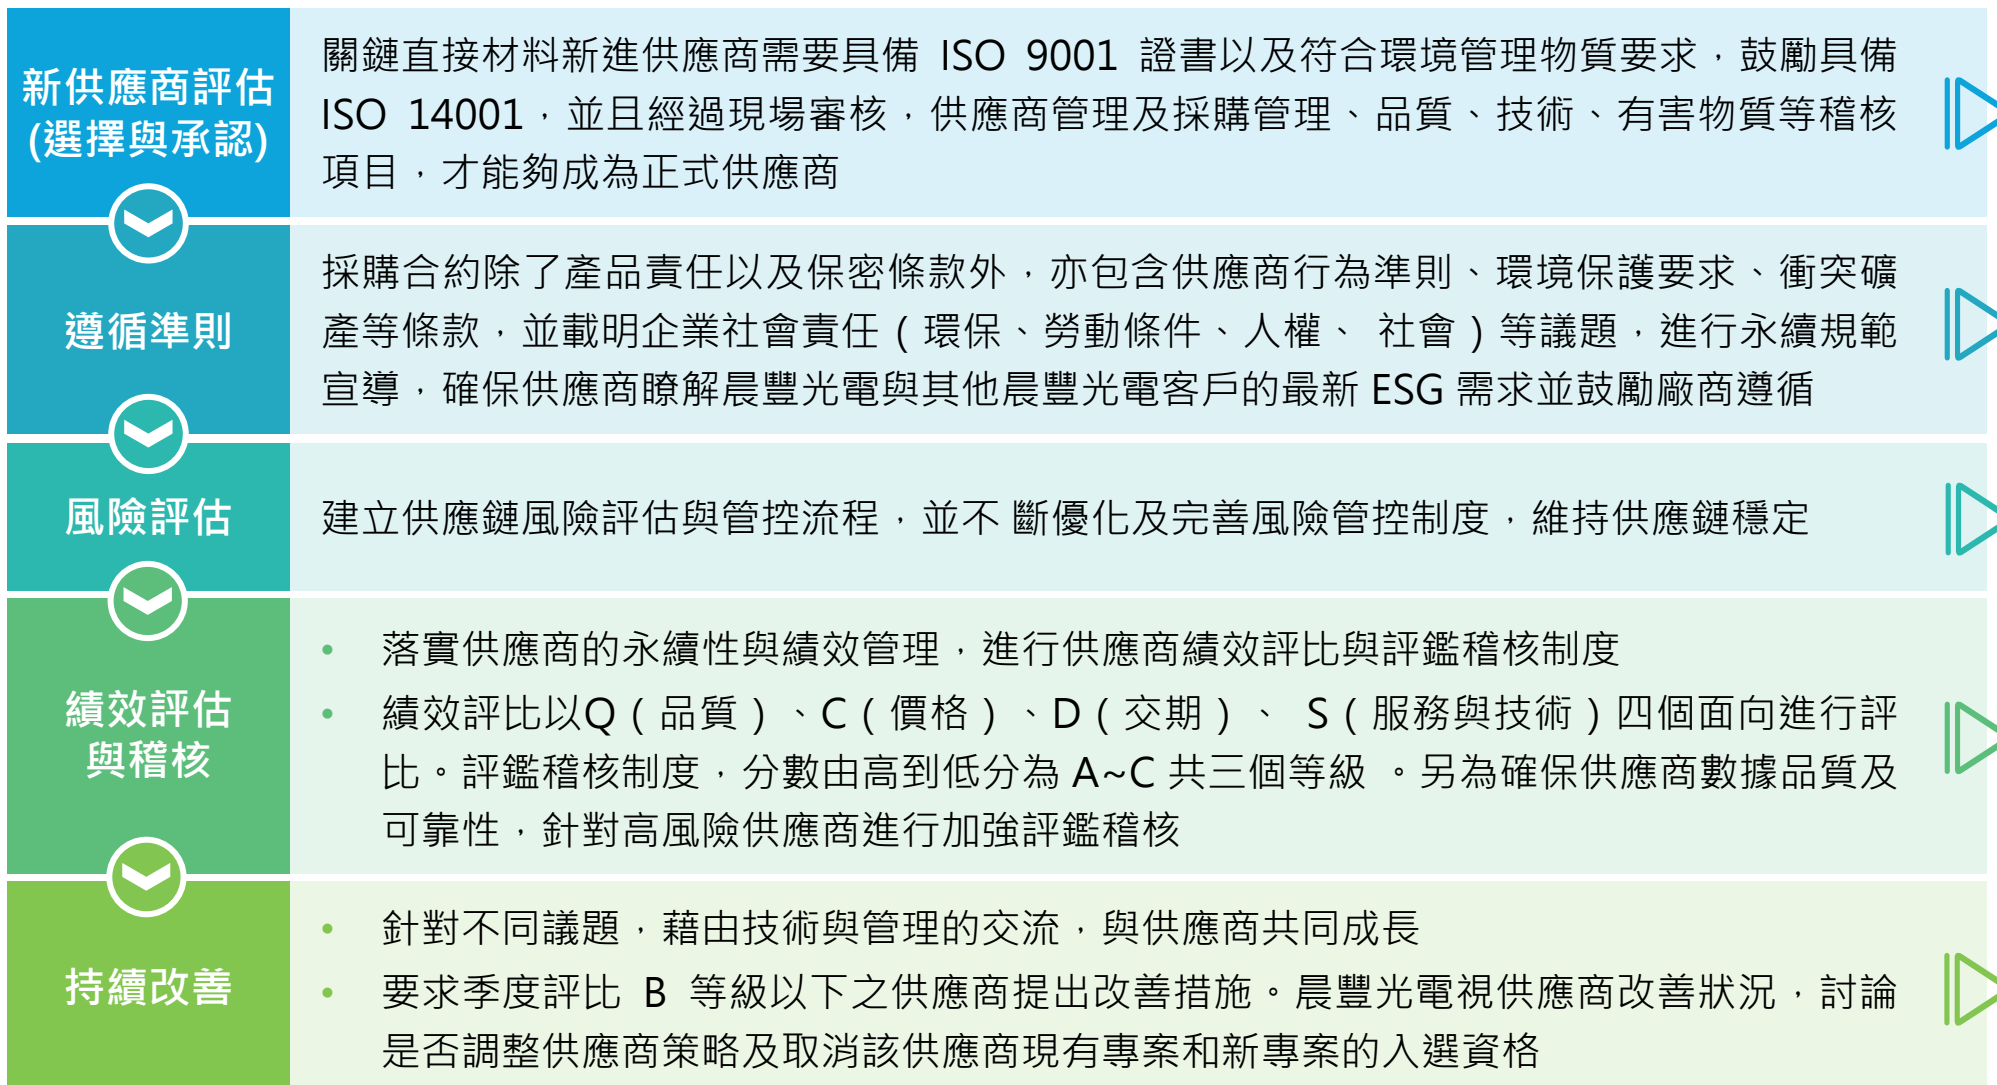 新供應商評估
(選擇與承認)
關鍵直接材料新進供應商需要具備 ISO 9001 證書以及符合環境管理物質要求，鼓勵具備
ISO 14001，並且經過現場審核，供應商管理及採購管理、品質、技術、有害物質等稽核
項目，才能夠成為正式供應商
遵循準則
採購合約除了產品責任以及保密條款外，亦包含供應商行為準則、環境保護要求、衝突礦
產等條款，並載明企業社會責任（環保、勞動條件、人權、 社會）等議題，進行永續規範
宣導，確保供應商瞭解晨豐光電與其他晨豐光電客戶的最新 ESG 需求並鼓勵廠商遵循
風險評估
建立供應鏈風險評估與管控流程，並不 斷優化及完善風險管控制度，維持供應鏈穩定
績效評估
與稽核
• 落實供應商的永續性與績效管理，進行供應商績效評比與評鑑稽核制度
• 績效評比以Q（品質）、C（價格）、D（交期）、 S（服務與技術）四個面向進行評
比。評鑑稽核制度，分數由高到低分為 A~C 共三個等級 。另為確保供應商數據品質及
可靠性，針對高風險供應商進行加強評鑑稽核
持續改善
• 針對不同議題，藉由技術與管理的交流，與供應商共同成長
• 要求季度評比 B 等級以下之供應商提出改善措施。晨豐光電視供應商改善狀況，討論
是否調整供應商策略及取消該供應商現有專案和新專案的入選資格